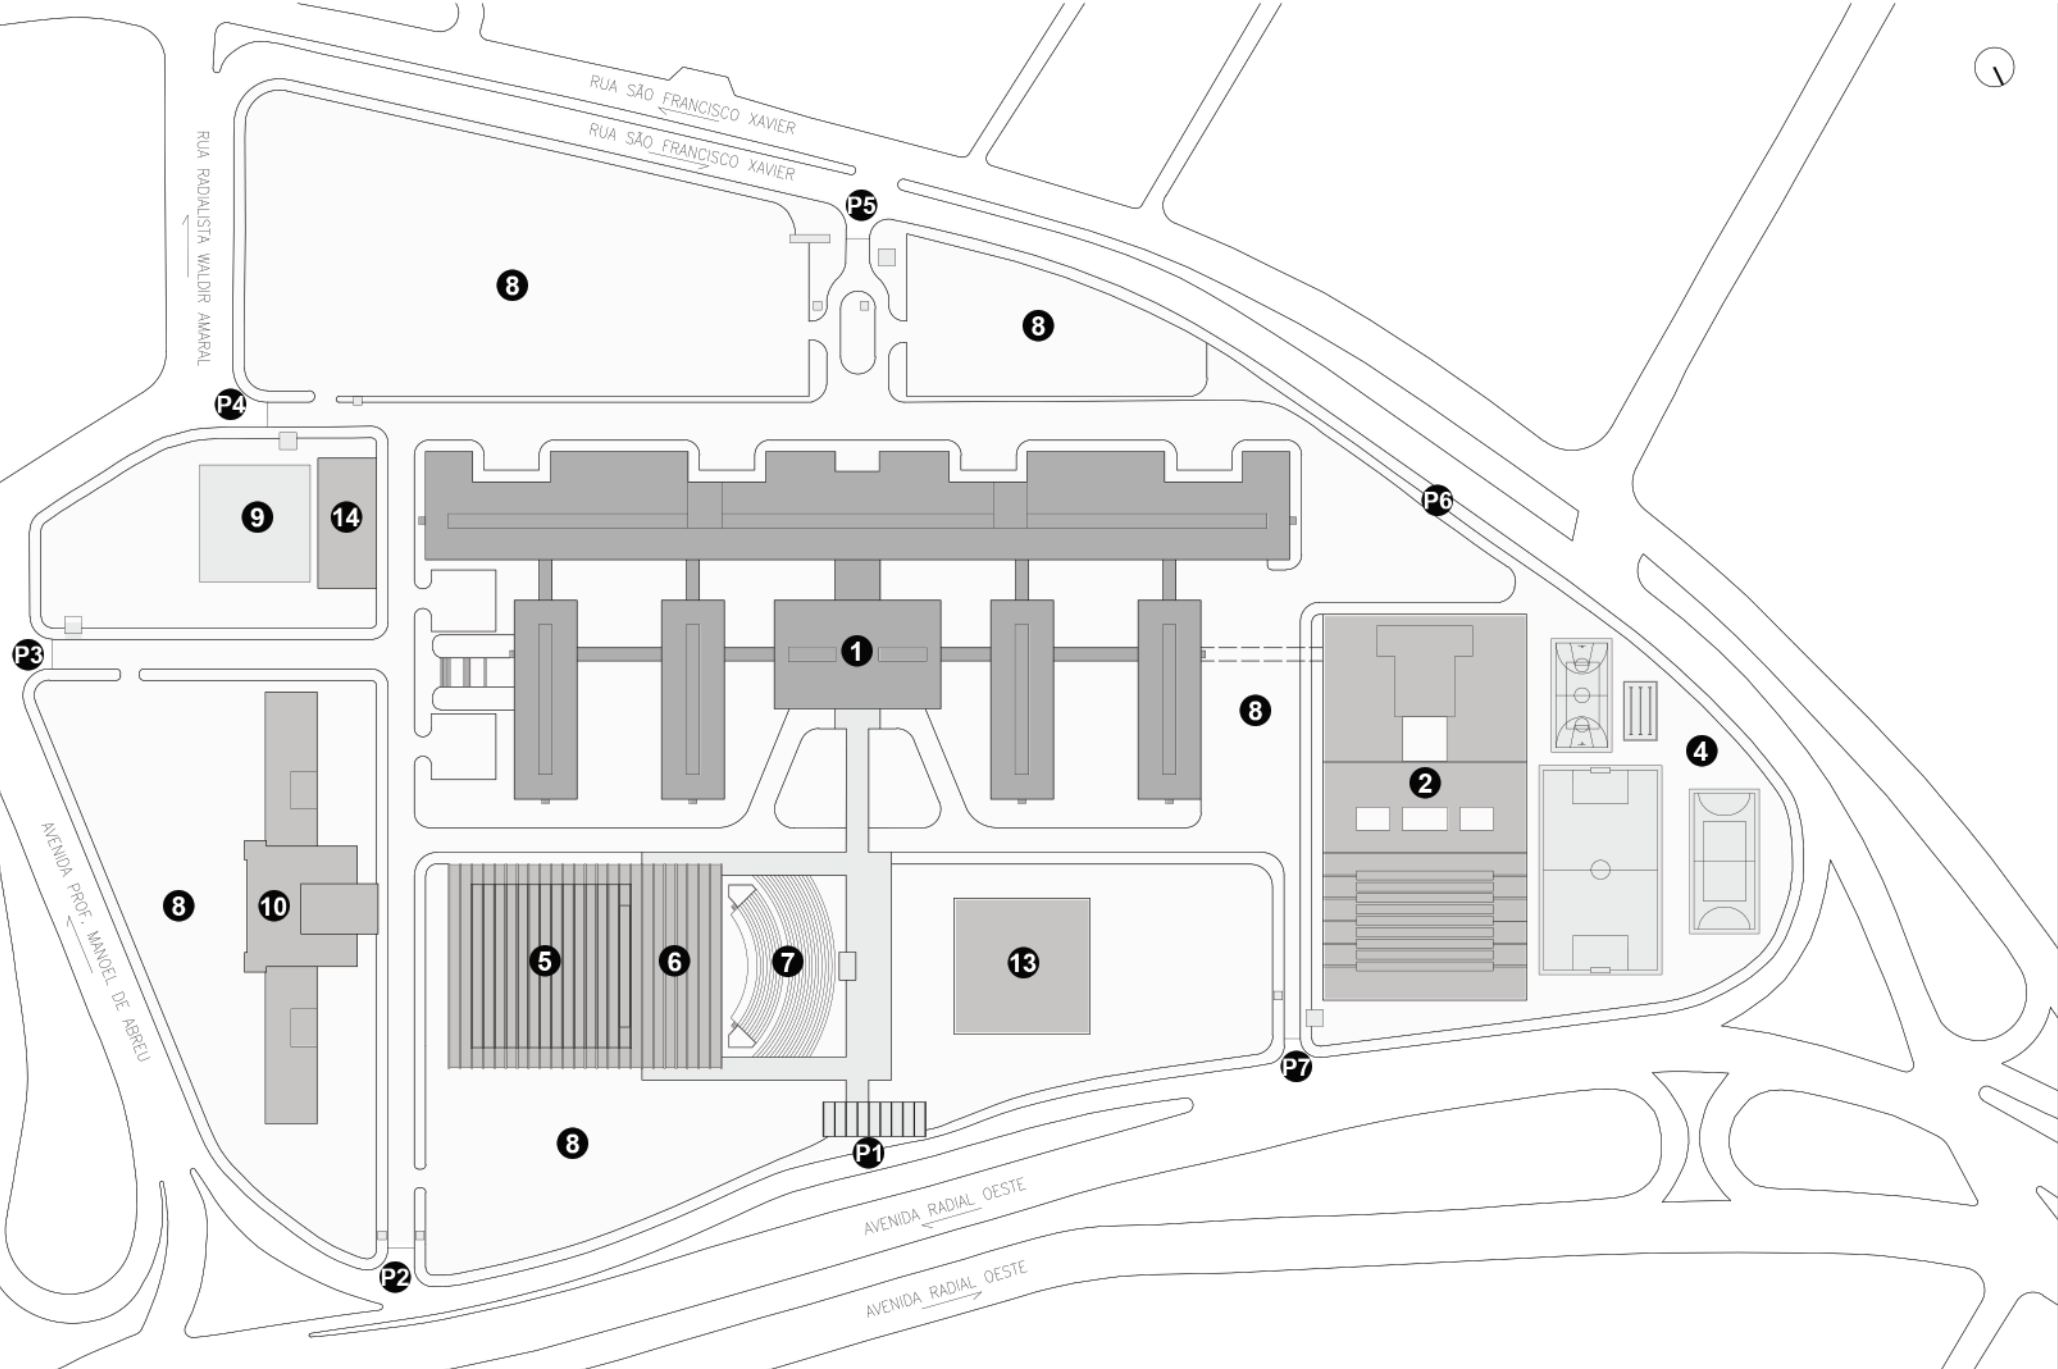 RUA SÃO FRANCISCO XAVIER
RUA SÃO FRANCISCO XAVIER
P5
RUA RADIALISTA WALDIR AMARAL
8
8
P4
P6
9
14
P3
1
8
4
2
8
10
5
6
7
13
AVENIDA PROF. MANOEL DE ABREU
P7
8
P1
AVENIDA RADIAL OESTE
P2
AVENIDA RADIAL OESTE